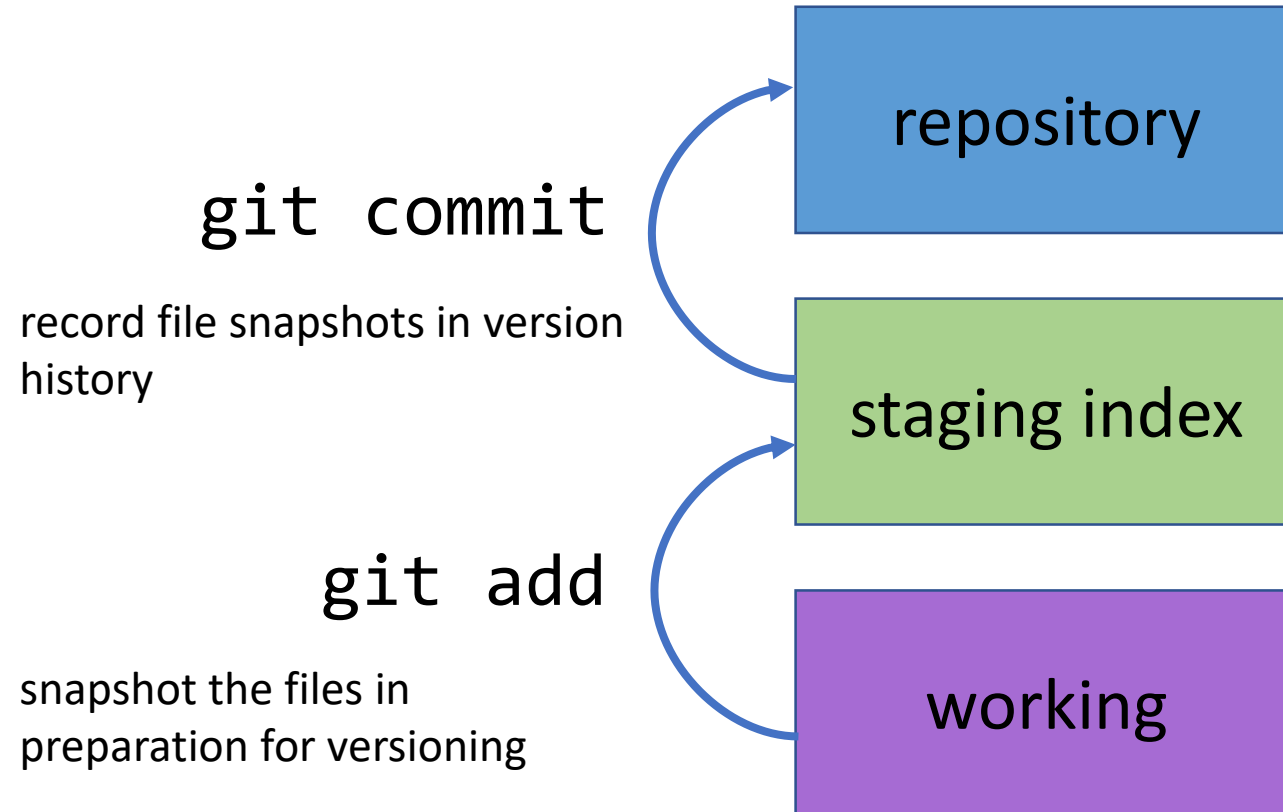 repository
git commit
record file snapshots in version
history
staging index
git add
snapshot the files in
preparation for versioning
working